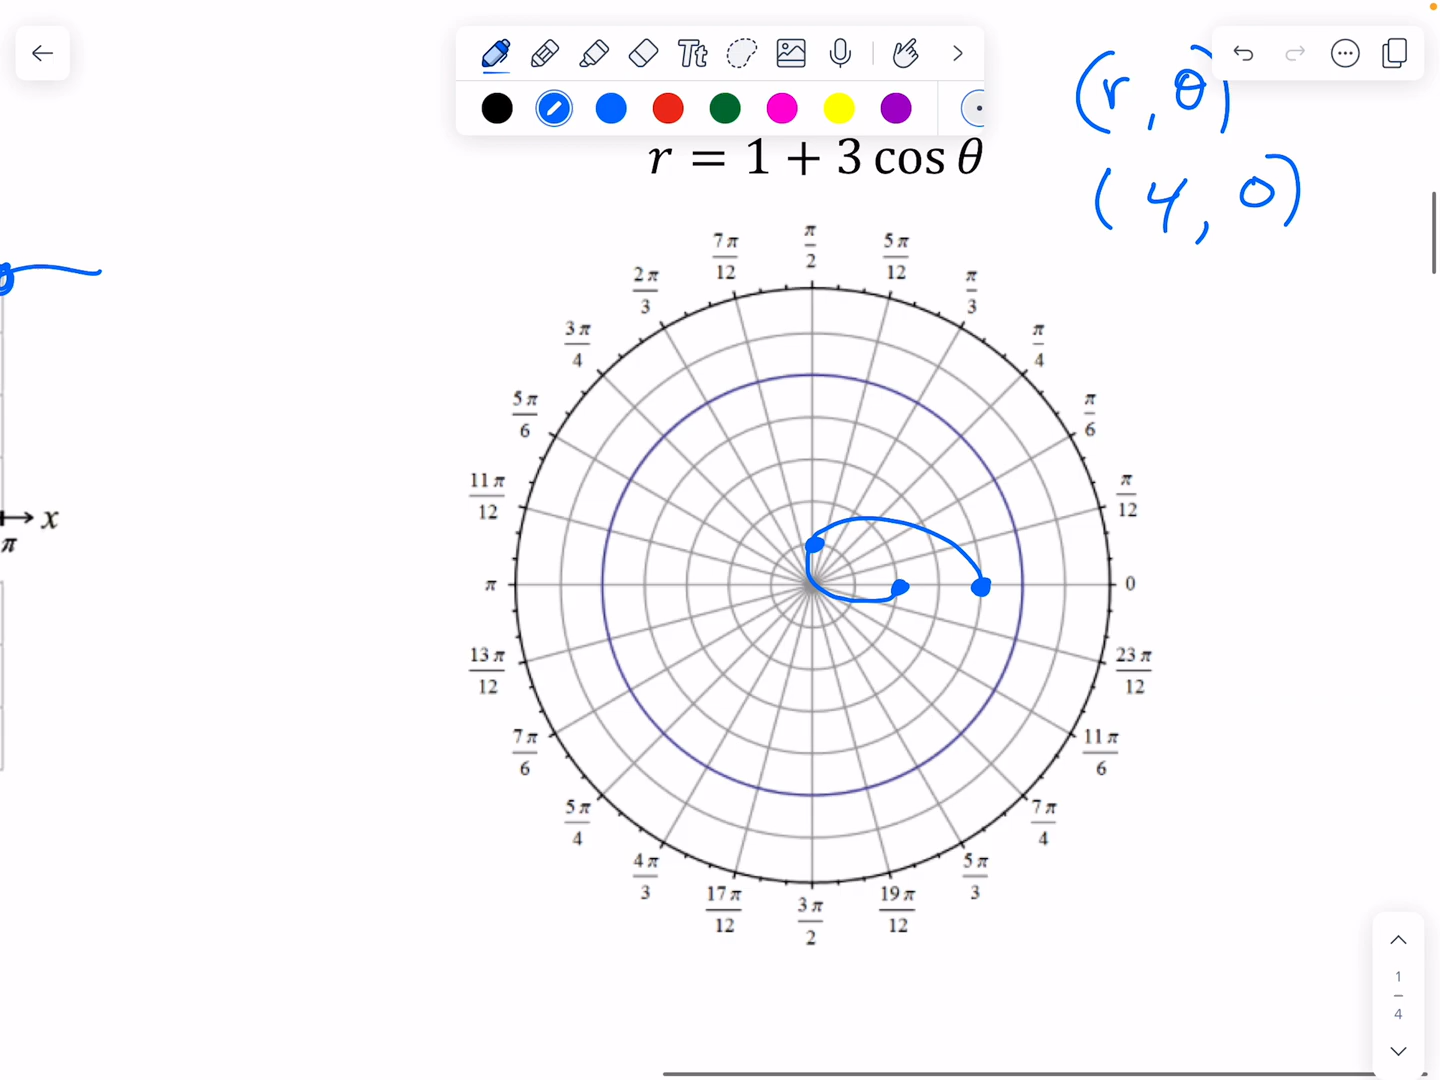 Tt
(r, θ)
r = 1 + 3 cos θ
(4, 0)
π/2
7π/12
5π/12
2π/3
π/3
3π/4
π/4
5π/6
π/6
11π/12
π/12
x
π
π
0
13π/12
23π/12
7π/6
11π/6
5π/4
7π/4
4π/3
5π/3
17π/12
19π/12
3π/2
1
4